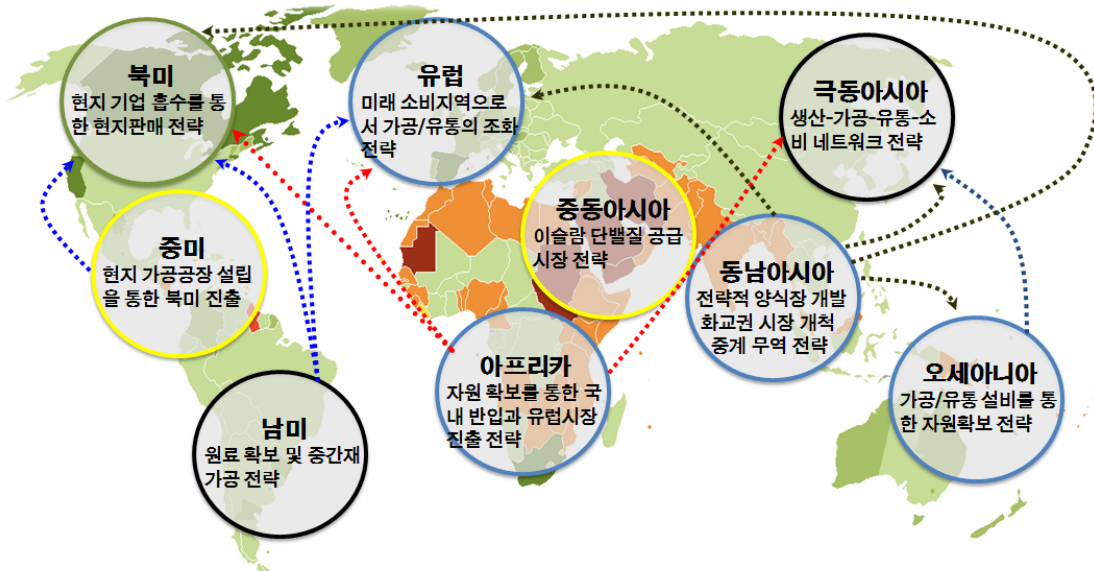 북미
현지 기업 흡수를 통
한 현지판매 전략
유럽
미래 소비지역으로
서 가공/유통의 조화
전략
극동아시아
생산-가공-유통-소
비 네트워크 전략
중미
현지 가공공장 설립
을 통한 북미 진출
중동아시아
이슬람 단밸질 공급
시장 전략
동남아시아
전략적 양식장 개발
화교권 시장 개척
중계 무역 전략
남미
원료 확보 및 중간재
가공 전략
아프리카
자원 확보를 통한 국
내 반입과 유럽시장
진출 전략
오세아니아
가공/유통 설비를 통
한 자원확보 전략